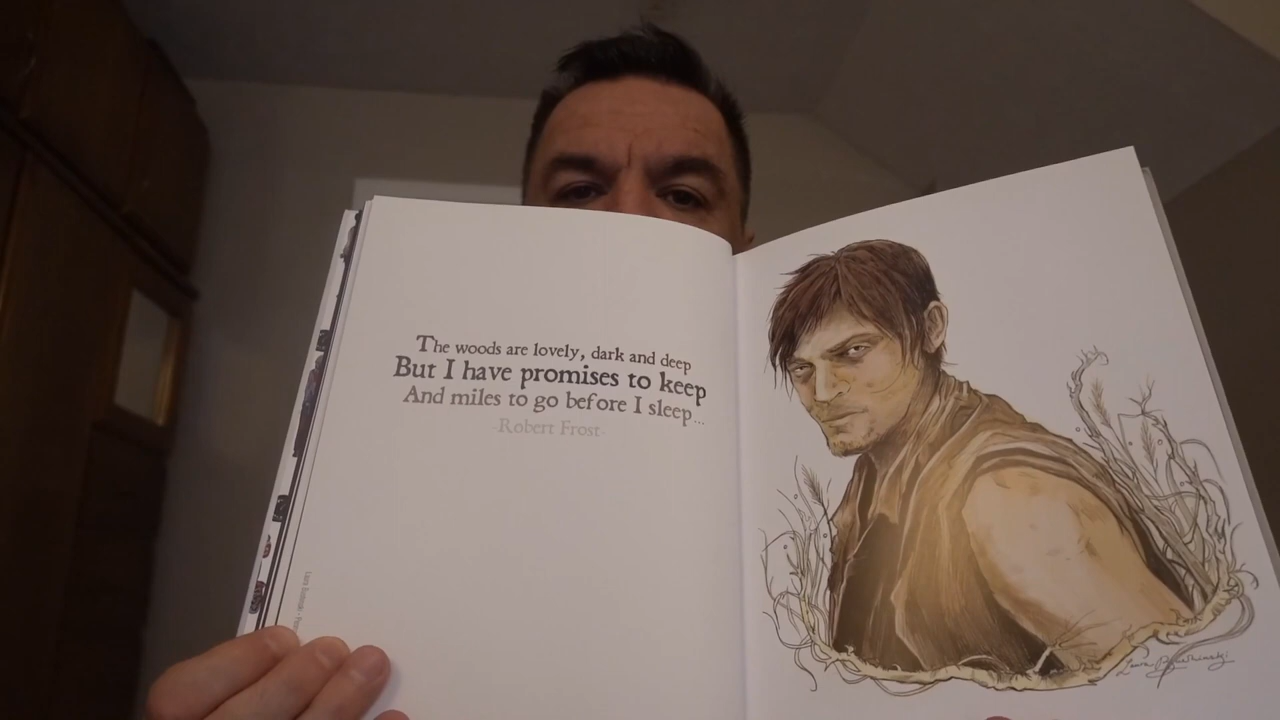 The woods are lovely, dark and deep
But I have promises to keep
And miles to go before I sleep...
-Robert Frost-